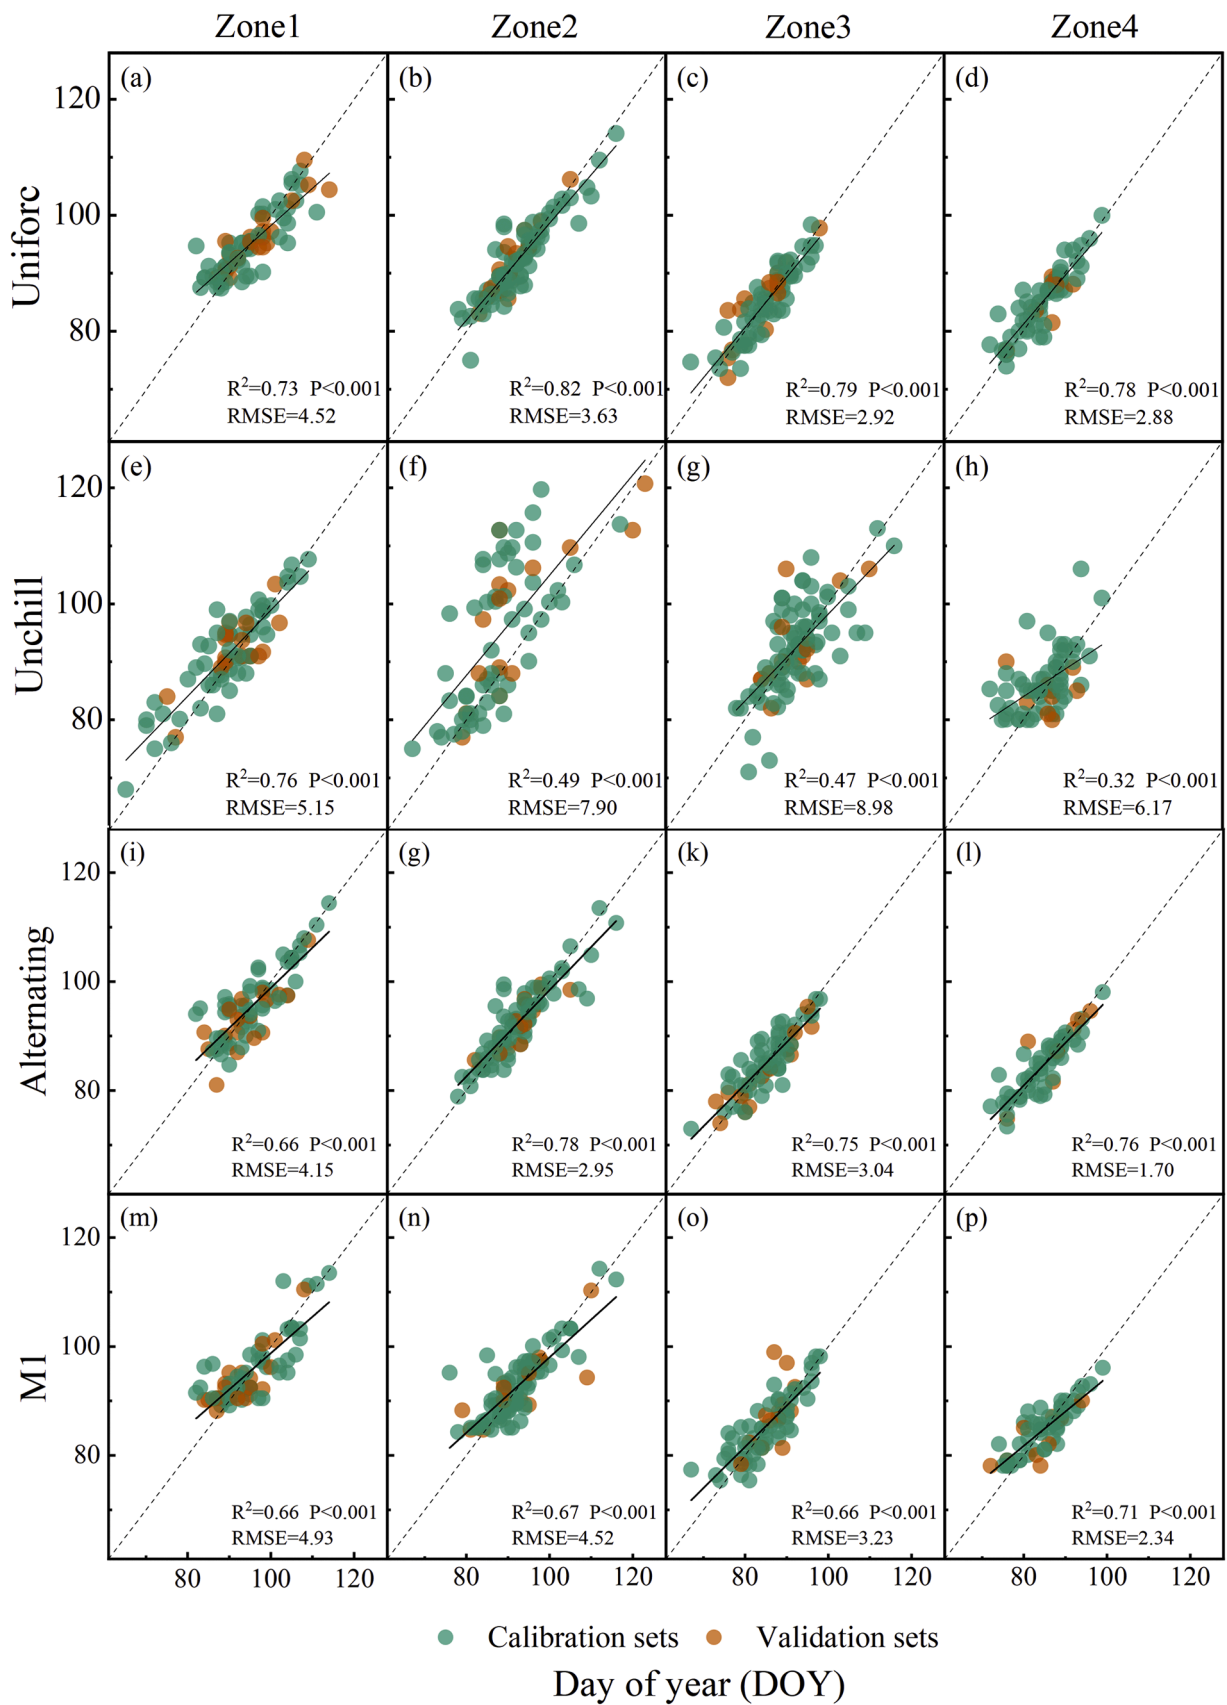 Zone1 Zone2 Zone3 Zone4
Uniforc
120
100
80
(a)
R²=0.73 P<0.001
RMSE=4.52
(b)
R²=0.82 P<0.001
RMSE=3.63
(c)
R²=0.79 P<0.001
RMSE=2.92
(d)
R²=0.78 P<0.001
RMSE=2.88
Unchill
120
100
80
(e)
R²=0.76 P<0.001
RMSE=5.15
(f)
R²=0.49 P<0.001
RMSE=7.90
(g)
R²=0.47 P<0.001
RMSE=8.98
(h)
R²=0.32 P<0.001
RMSE=6.17
Alternating
120
100
80
(i)
R²=0.66 P<0.001
RMSE=4.15
(g)
R²=0.78 P<0.001
RMSE=2.95
(k)
R²=0.75 P<0.001
RMSE=3.04
(l)
R²=0.76 P<0.001
RMSE=1.70
M1
120
100
80
(m)
R²=0.66 P<0.001
RMSE=4.93
(n)
R²=0.67 P<0.001
RMSE=4.52
(o)
R²=0.66 P<0.001
RMSE=3.23
(p)
R²=0.71 P<0.001
RMSE=2.34
80 100 120 80 100 120 80 100 120 80 100 120
Calibration sets Validation sets
Day of year (DOY)